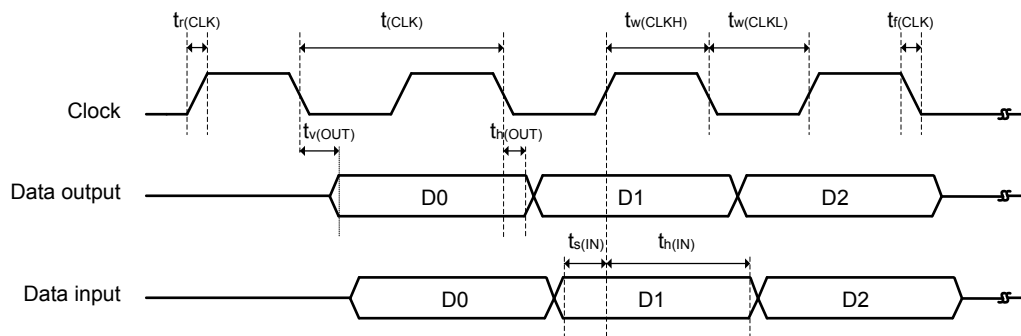 tr(CLK) t(CLK) tw(CLKH) tw(CLKL) tf(CLK)
Clock
tv(OUT) th(OUT)
Data output D0 D1 D2
ts(IN) th(IN)
Data input D0 D1 D2